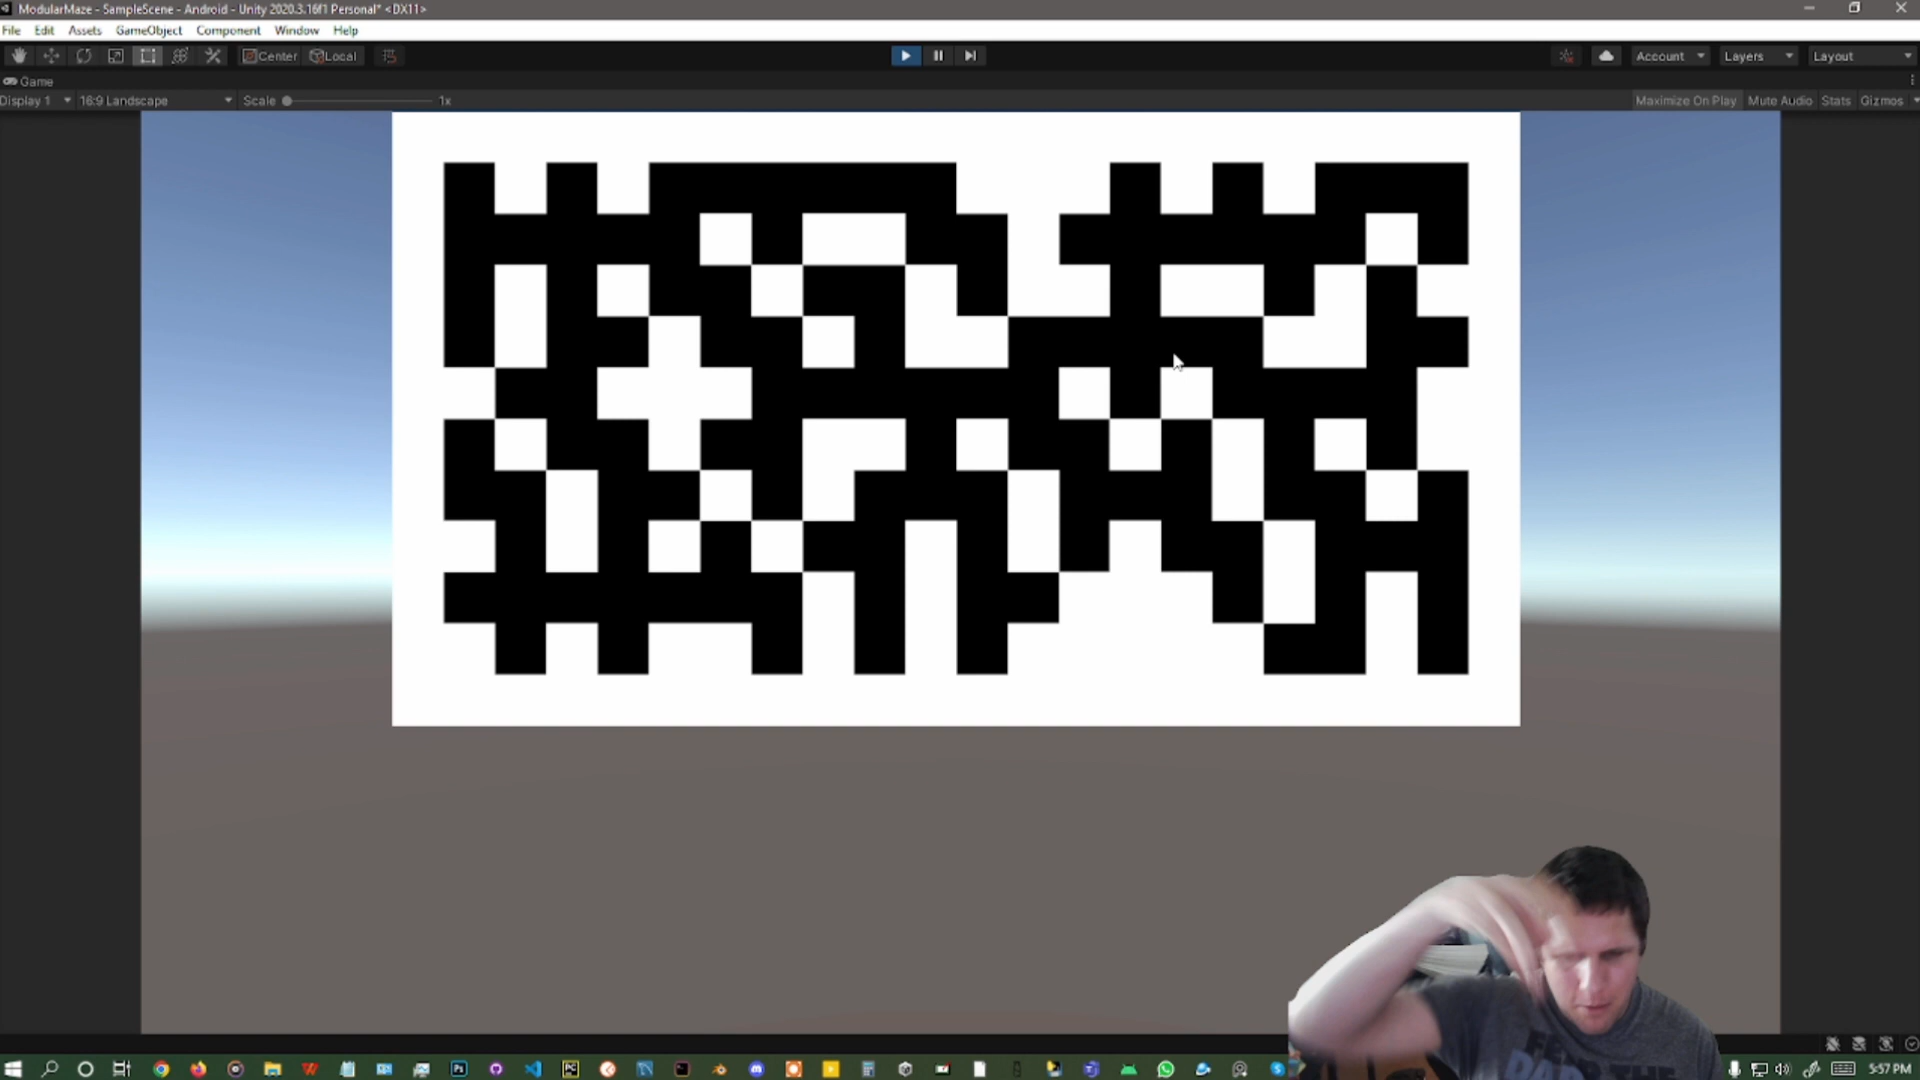 ModularMaze - SampleScene - Android - Unity 2020.3.16f1 Personal* <DX11>
File Edit Assets GameObject Component Window Help
Center Local Account Layers Layout
Game
Display 1 16:9 Landscape Scale 1x Maximize On Play Mute Audio Stats Gizmos
DAD
5:57 PM